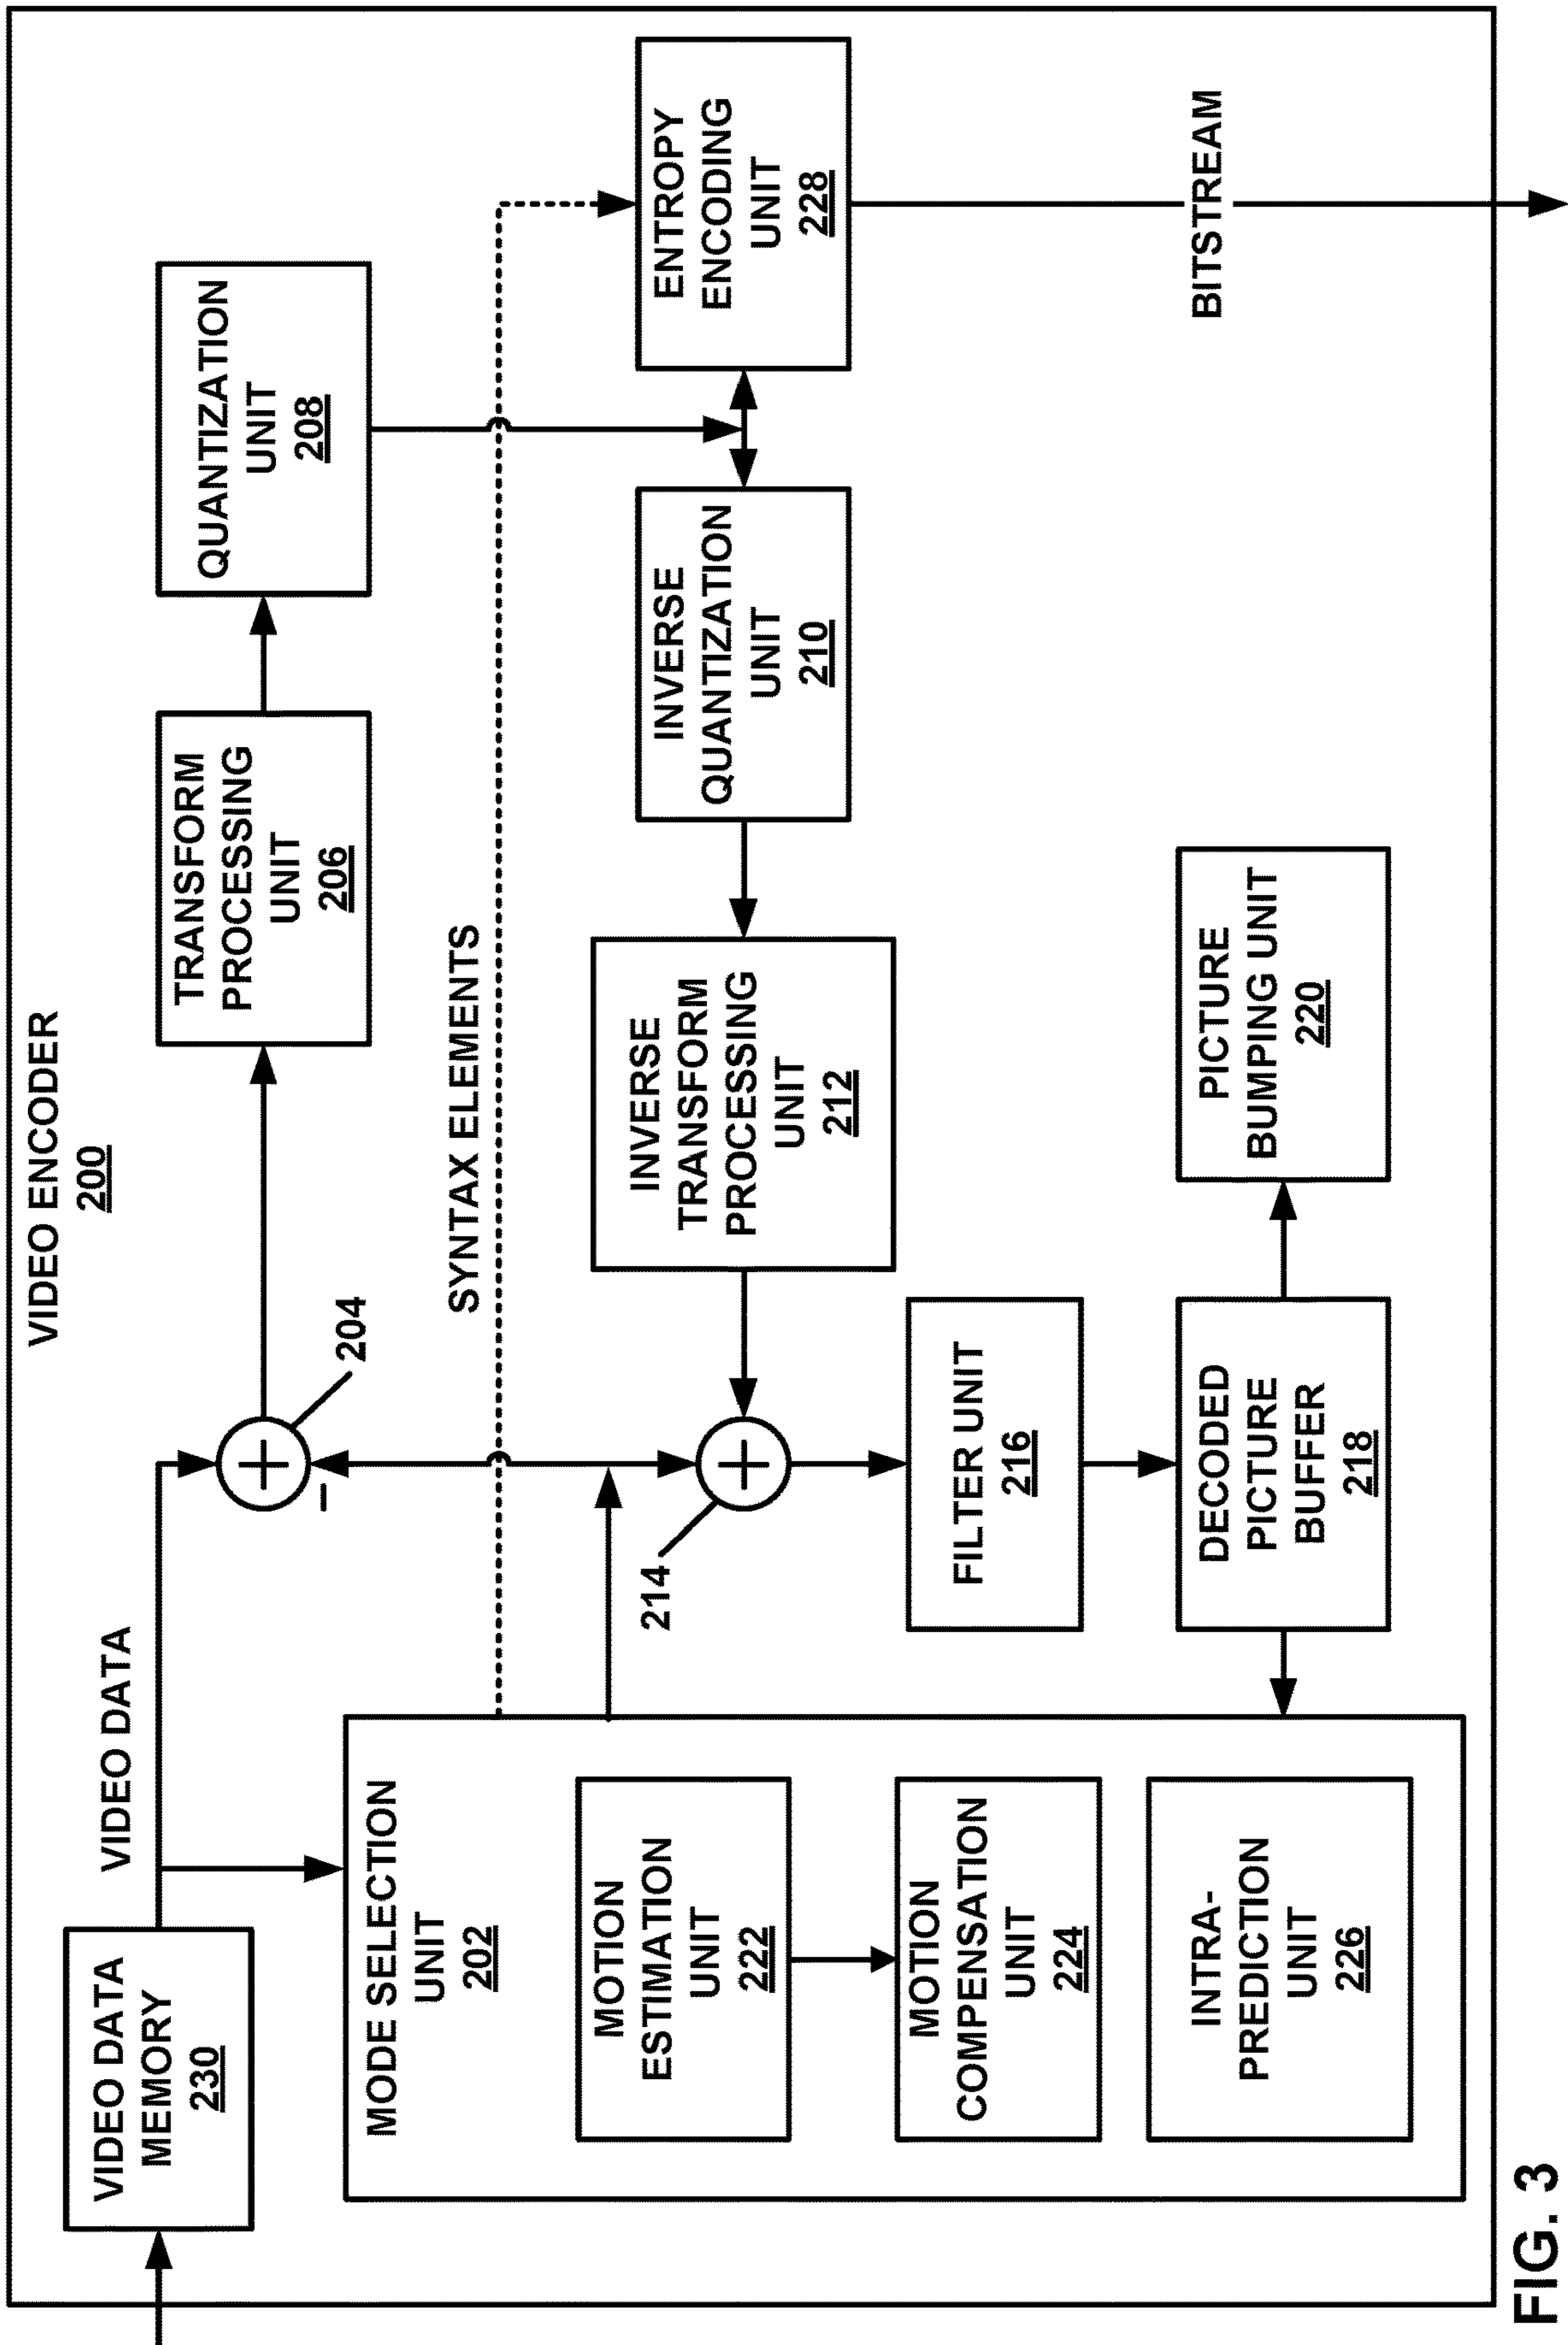 VIDEO ENCODER
200
VIDEO DATA
MEMORY
230
VIDEO DATA
204
TRANSFORM
PROCESSING
UNIT
206
QUANTIZATION
UNIT
208
MODE SELECTION
UNIT
202
SYNTAX ELEMENTS
MOTION
ESTIMATION
UNIT
222
214
INVERSE
TRANSFORM
PROCESSING
UNIT
212
INVERSE
QUANTIZATION
UNIT
210
ENTROPY
ENCODING
UNIT
228
MOTION
COMPENSATION
UNIT
224
FILTER UNIT
216
INTRA-
PREDICTION
UNIT
226
DECODED
PICTURE
BUFFER
218
PICTURE
BUMPING UNIT
220
BITSTREAM
FIG. 3